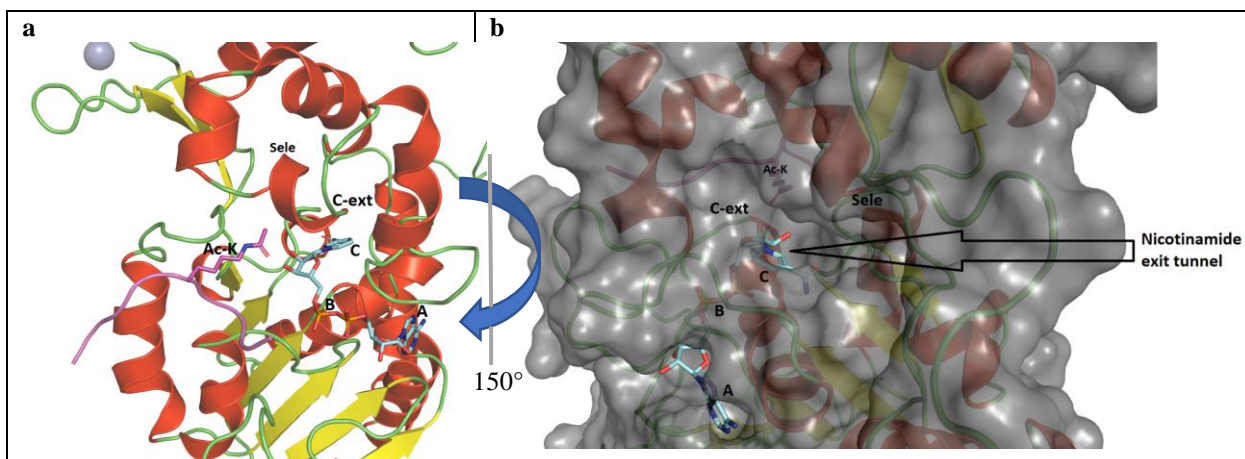 a
Sele
C-ext
Ac-K
C
B
A
150°
b
Ac-K
C-ext
Sele
C
B
A
Nicotinamide
exit tunnel